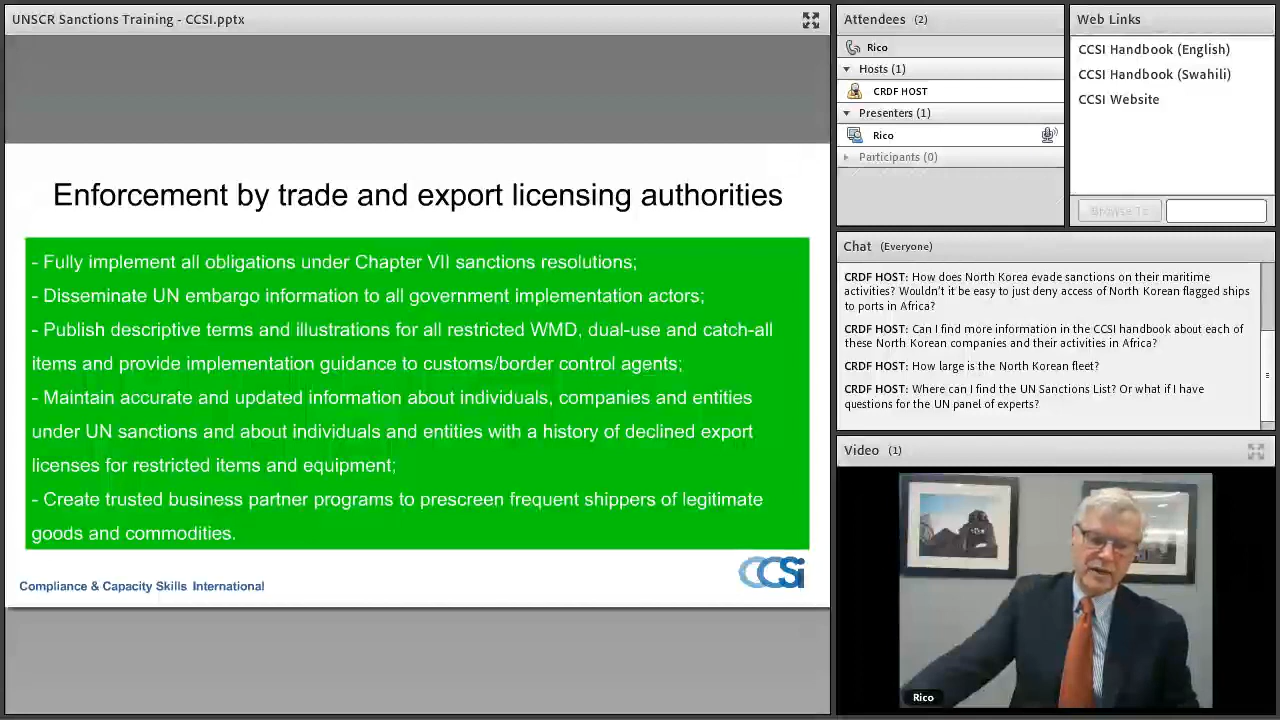 UNSCR Sanctions Training - CCSI.pptx
Enforcement by trade and export licensing authorities
- Fully implement all obligations under Chapter VII sanctions resolutions;
- Disseminate UN embargo information to all government implementation actors;
- Publish descriptive terms and illustrations for all restricted WMD, dual-use and catch-all
items and provide implementation guidance to customs/border control agents;
- Maintain accurate and updated information about individuals, companies and entities
under UN sanctions and about individuals and entities with a history of declined export
licenses for restricted items and equipment;
- Create trusted business partner programs to prescreen frequent shippers of legitimate
goods and commodities.
Compliance & Capacity Skills International
CCSi
Attendees (2)
Rico
Hosts (1)
CRDF HOST
Presenters (1)
Rico
Participants (0)
Web Links
CCSI Handbook (English)
CCSI Handbook (Swahili)
CCSI Website
Browse To
Chat (Everyone)
CRDF HOST: How does North Korea evade sanctions on their maritime
activities? Wouldn't it be easy to just deny access of North Korean flagged ships
to ports in Africa?
CRDF HOST: Can I find more information in the CCSI handbook about each of
these North Korean companies and their activities in Africa?
CRDF HOST: How large is the North Korean fleet?
CRDF HOST: Where can I find the UN Sanctions List? Or what if I have
questions for the UN panel of experts?
Video (1)
Rico